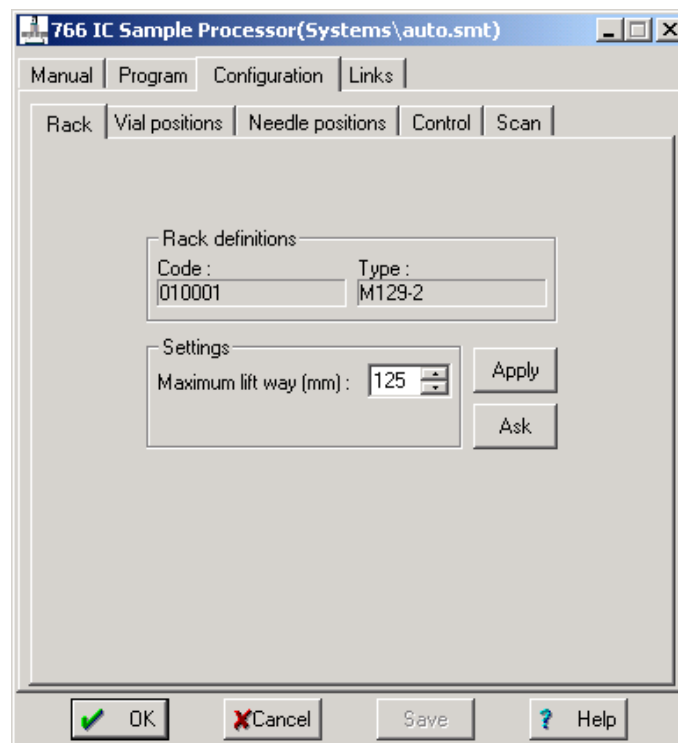 766 IC Sample Processor(Systems\auto.smt)
Manual Program Configuration Links
Rack Vial positions Needle positions Control Scan
Rack definitions
Code : Type :
010001 M129-2
Settings
Maximum lift way (mm) : 125 Apply
Ask
OK Cancel Save ? Help